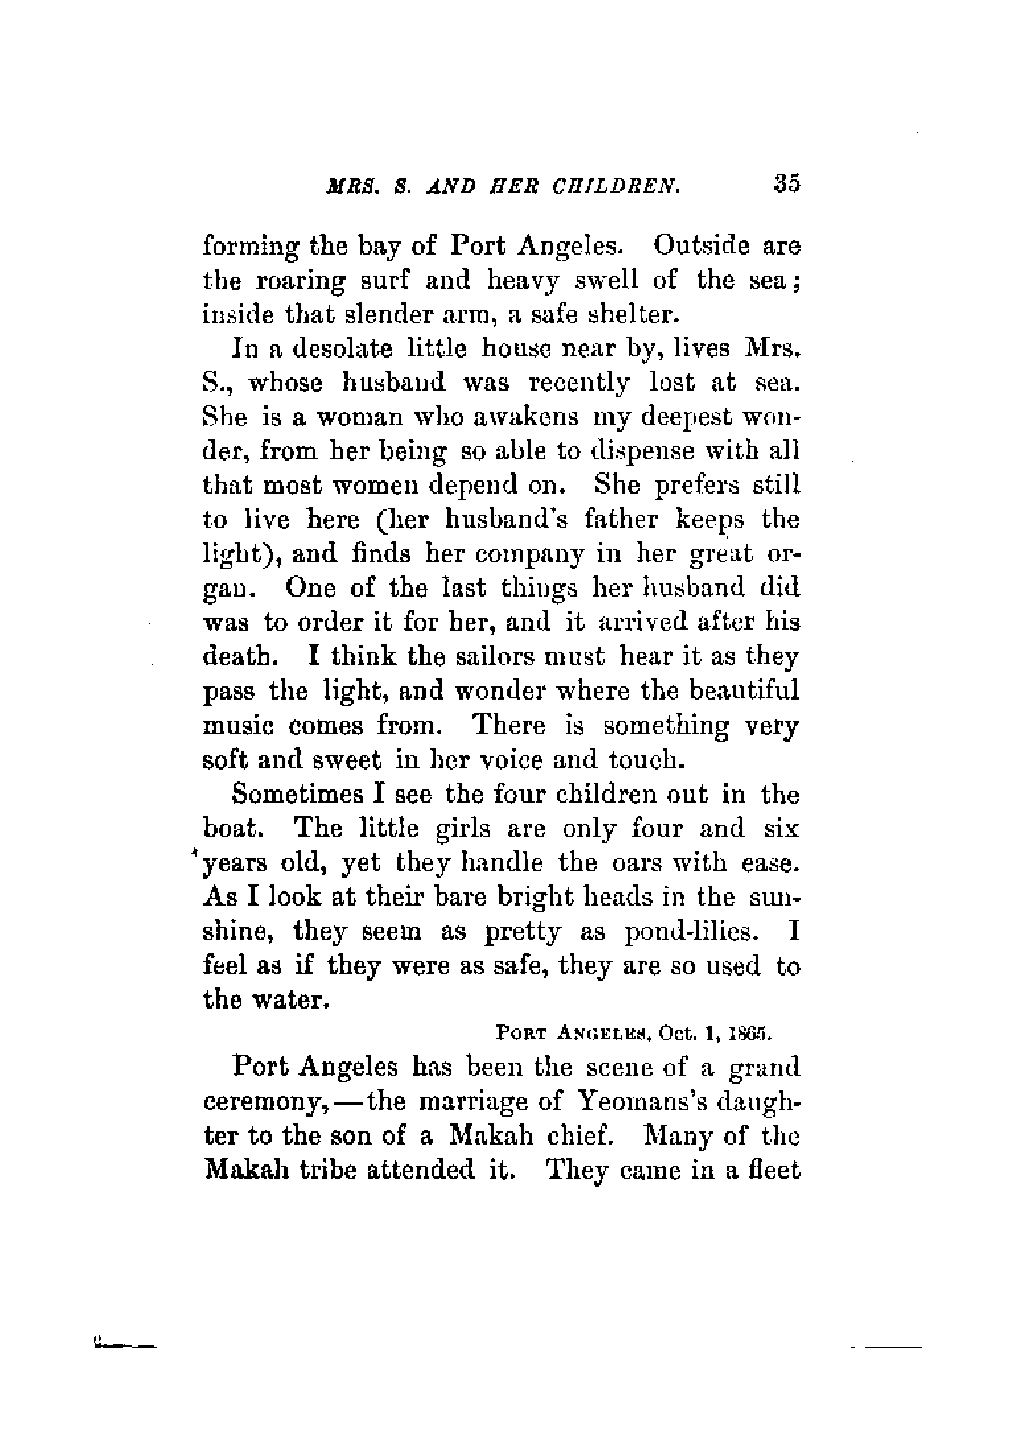 MRS. S. AND HER CHILDREN. 35
forming the bay of Port Angeles. Outside are
the roaring surf and heavy swell of the sea;
inside that slender arm, a safe shelter.
In a desolate little house near by, lives Mrs.
S., whose husband was recently lost at sea.
She is a woman who awakens my deepest won-
der, from her being so able to dispense with all
that most women depend on. She prefers still
to live here (her husband's father keeps the
light), and finds her company in her great or-
gan. One of the last things her husband did
was to order it for her, and it arrived after his
death. I think the sailors must hear it as they
pass the light, and wonder where the beautiful
music comes from. There is something very
soft and sweet in her voice and touch.
Sometimes I see the four children out in the
boat. The little girls are only four and six
years old, yet they handle the oars with ease.
As I look at their bare bright heads in the sun-
shine, they seem as pretty as pond-lilies. I
feel as if they were as safe, they are so used to
the water.
PORT ANGELES, Oct. 1, 1865.
Port Angeles has been the scene of a grand
ceremony,—the marriage of Yeomans's daugh-
ter to the son of a Makah chief. Many of the
Makah tribe attended it. They came in a fleet